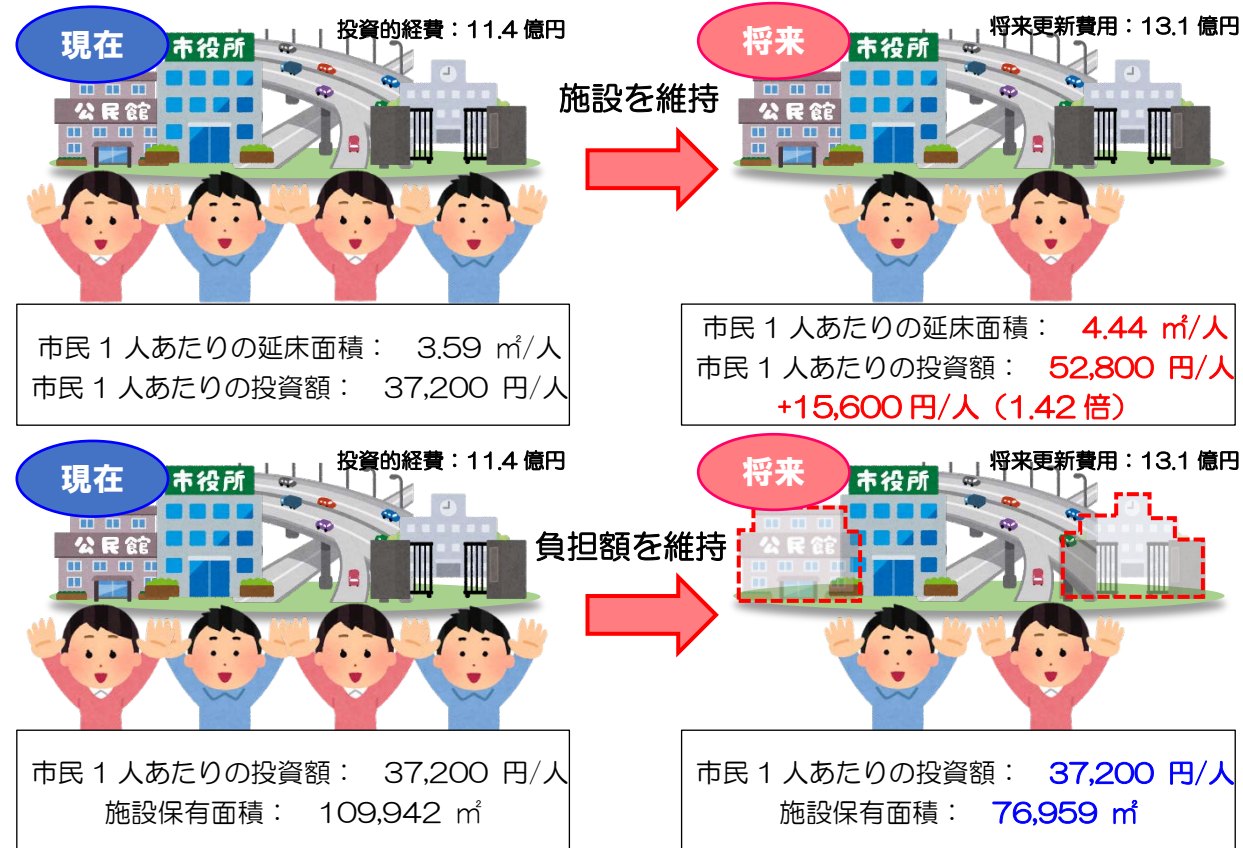 現在
投資的経費：11.4 億円
市役所
公民館
施設を維持
将来
将来更新費用：13.1 億円
市役所
公民館
市民 1 人あたりの延床面積： 3.59 ㎡/人
市民 1 人あたりの投資額： 37,200 円/人
市民 1 人あたりの延床面積： 4.44 ㎡/人
市民 1 人あたりの投資額： 52,800 円/人
+15,600 円/人（1.42 倍）
現在
投資的経費：11.4 億円
市役所
公民館
負担額を維持
将来
将来更新費用：13.1 億円
市役所
公民館
市民 1 人あたりの投資額： 37,200 円/人
施設保有面積： 109,942 ㎡
市民 1 人あたりの投資額： 37,200 円/人
施設保有面積： 76,959 ㎡